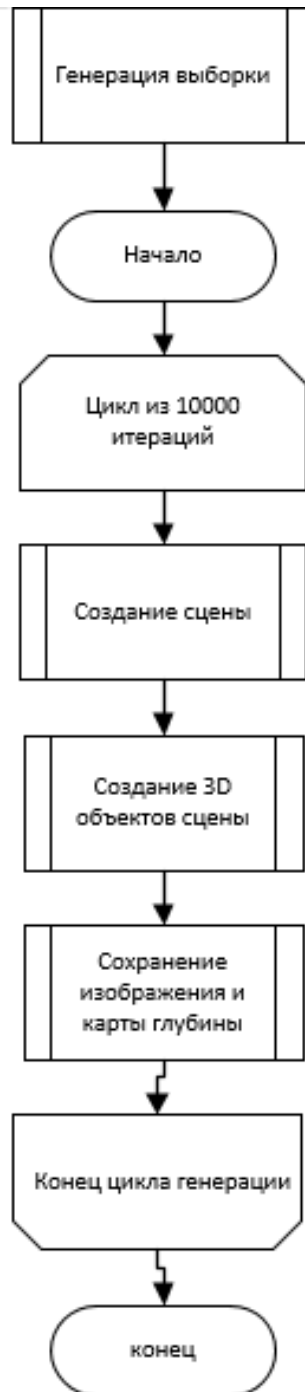 Генерация выборки
Начало
Цикл из 10000
итераций
Создание сцены
Создание 3D
объектов сцены
Сохранение
изображения и
карты глубины
Конец цикла генерации
конец